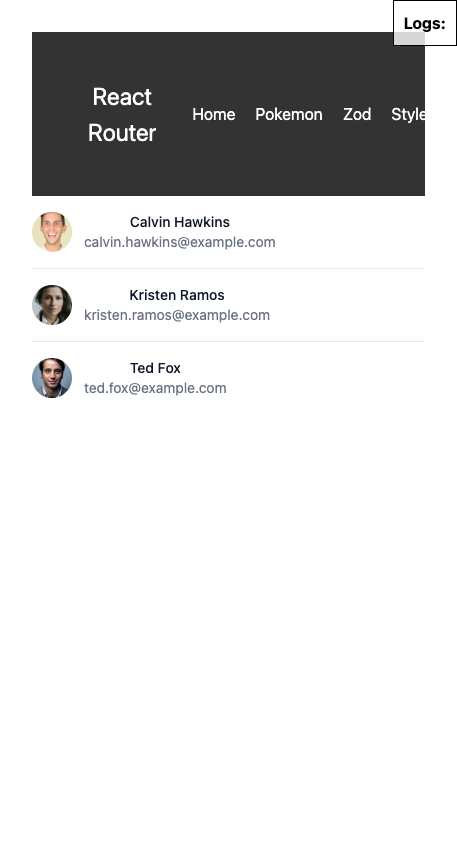 Logs:
React
Router
Home Pokemon Zod Style
Calvin Hawkins
calvin.hawkins@example.com
Kristen Ramos
kristen.ramos@example.com
Ted Fox
ted.fox@example.com